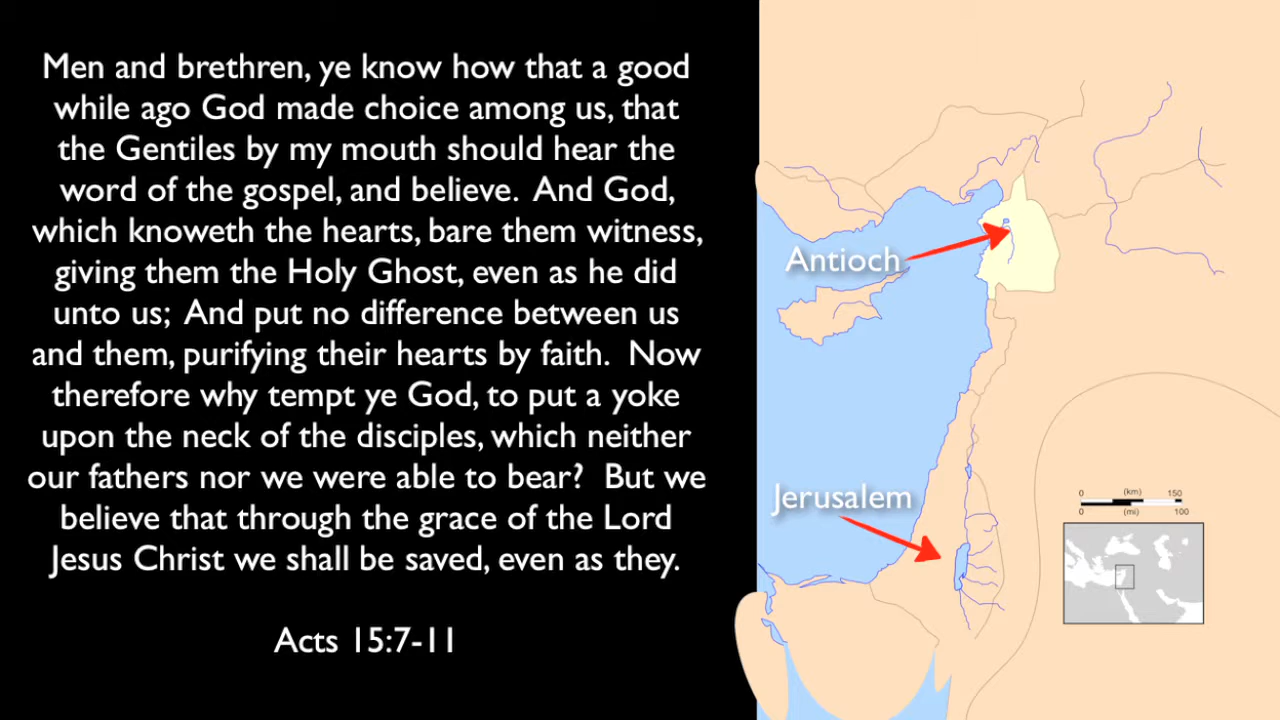 Men and brethren, ye know how that a good
while ago God made choice among us, that
the Gentiles by my mouth should hear the
word of the gospel, and believe.  And God,
which knoweth the hearts, bare them witness,
giving them the Holy Ghost, even as he did
unto us;  And put no difference between us
and them, purifying their hearts by faith.  Now
therefore why tempt ye God, to put a yoke
upon the neck of the disciples, which neither
our fathers nor we were able to bear?  But we
believe that through the grace of the Lord
Jesus Christ we shall be saved, even as they.
Acts 15:7-11
Antioch
Jerusalem
0 (km) 150
0 (mi) 100